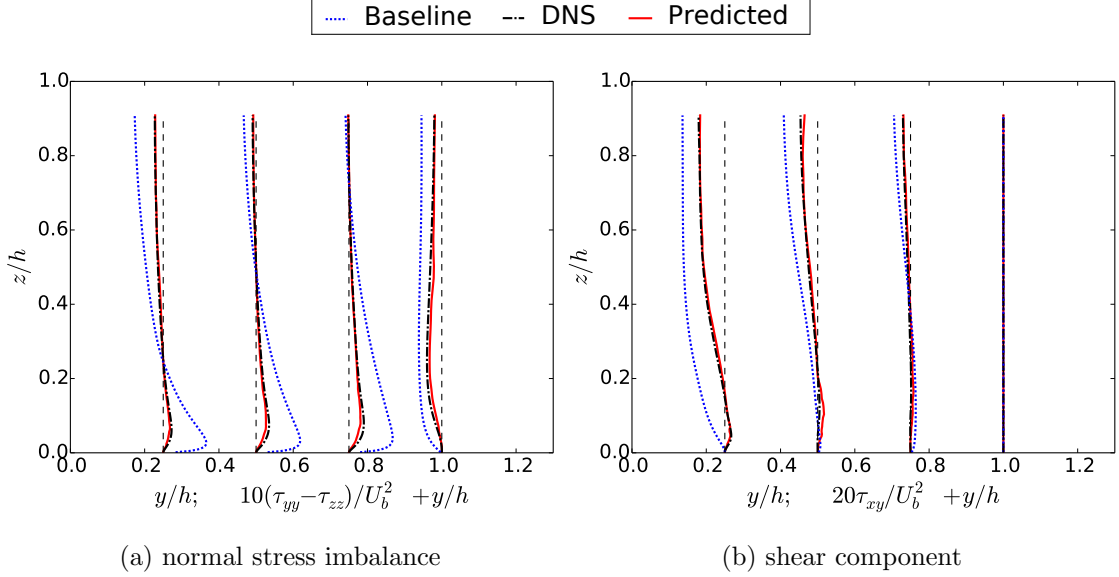 Baseline DNS Predicted
1.0 1.0
0.8 0.8
0.6 0.6
z/h z/h
0.4 0.4
0.2 0.2
0.0 0.0
0.0 0.2 0.4 0.6 0.8 1.0 1.2 0.0 0.2 0.4 0.6 0.8 1.0 1.2
y/h; 10(τ_yy−τ_zz)/U_b^2 +y/h y/h; 20τ_xy/U_b^2 +y/h
(a) normal stress imbalance (b) shear component